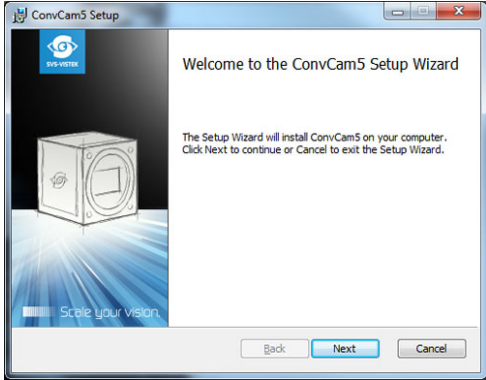 ConvCam5 Setup
SVS-VISTEK
Welcome to the ConvCam5 Setup Wizard
The Setup Wizard will install ConvCam5 on your computer.
Click Next to continue or Cancel to exit the Setup Wizard.
Scale your vision.
Back
Next
Cancel